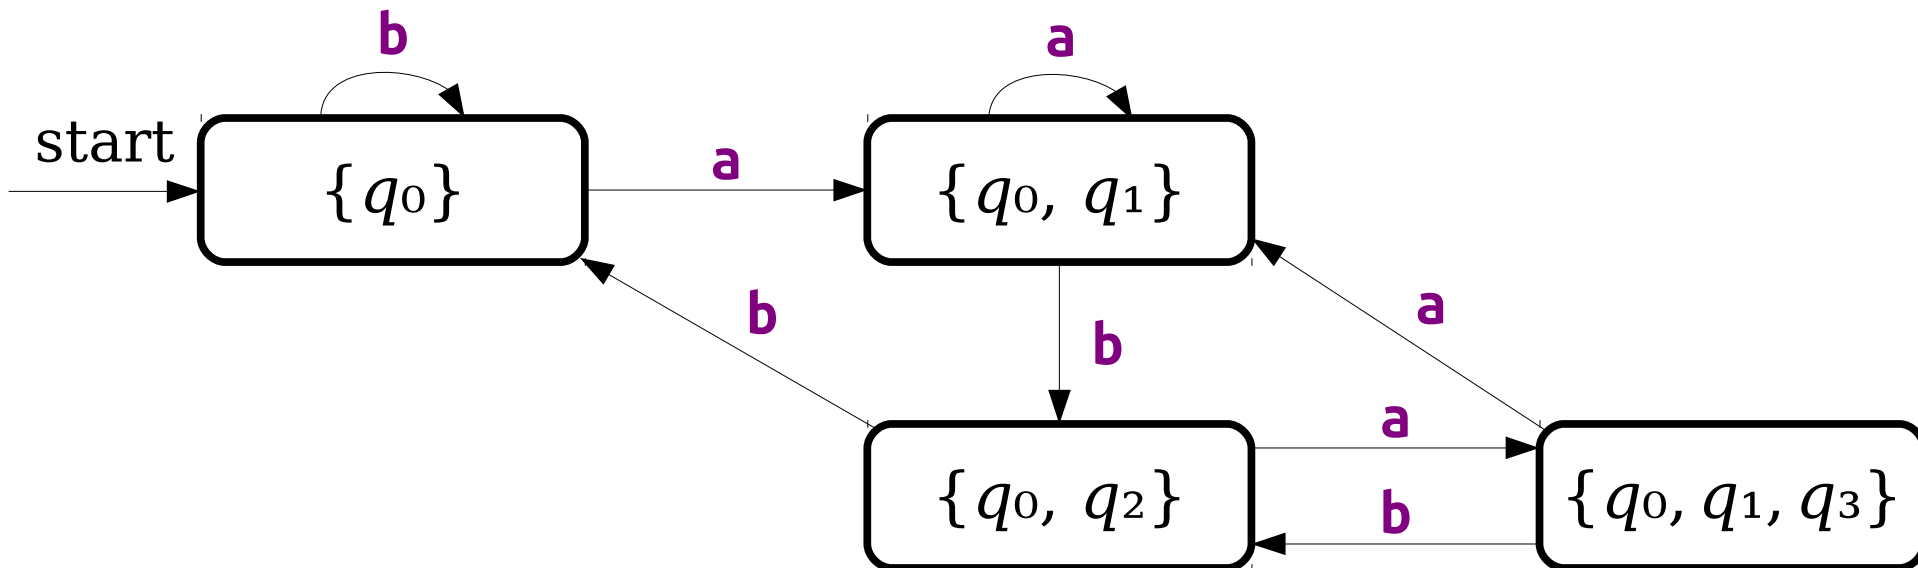 b
a
start
{q₀}
a
{q₀, q₁}
b
b
a
{q₀, q₂}
a
b
{q₀, q₁, q₃}